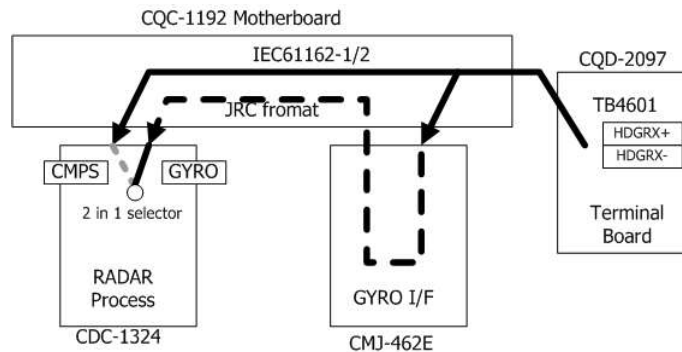 CQC-1192 Motherboard
IEC61162-1/2
CQD-2097
TB4601
JRC fromat
HDGRX+
HDGRX-
CMPS
GYRO
2 in 1 selector
Terminal
Board
RADAR
Process
GYRO I/F
CDC-1324
CMJ-462E